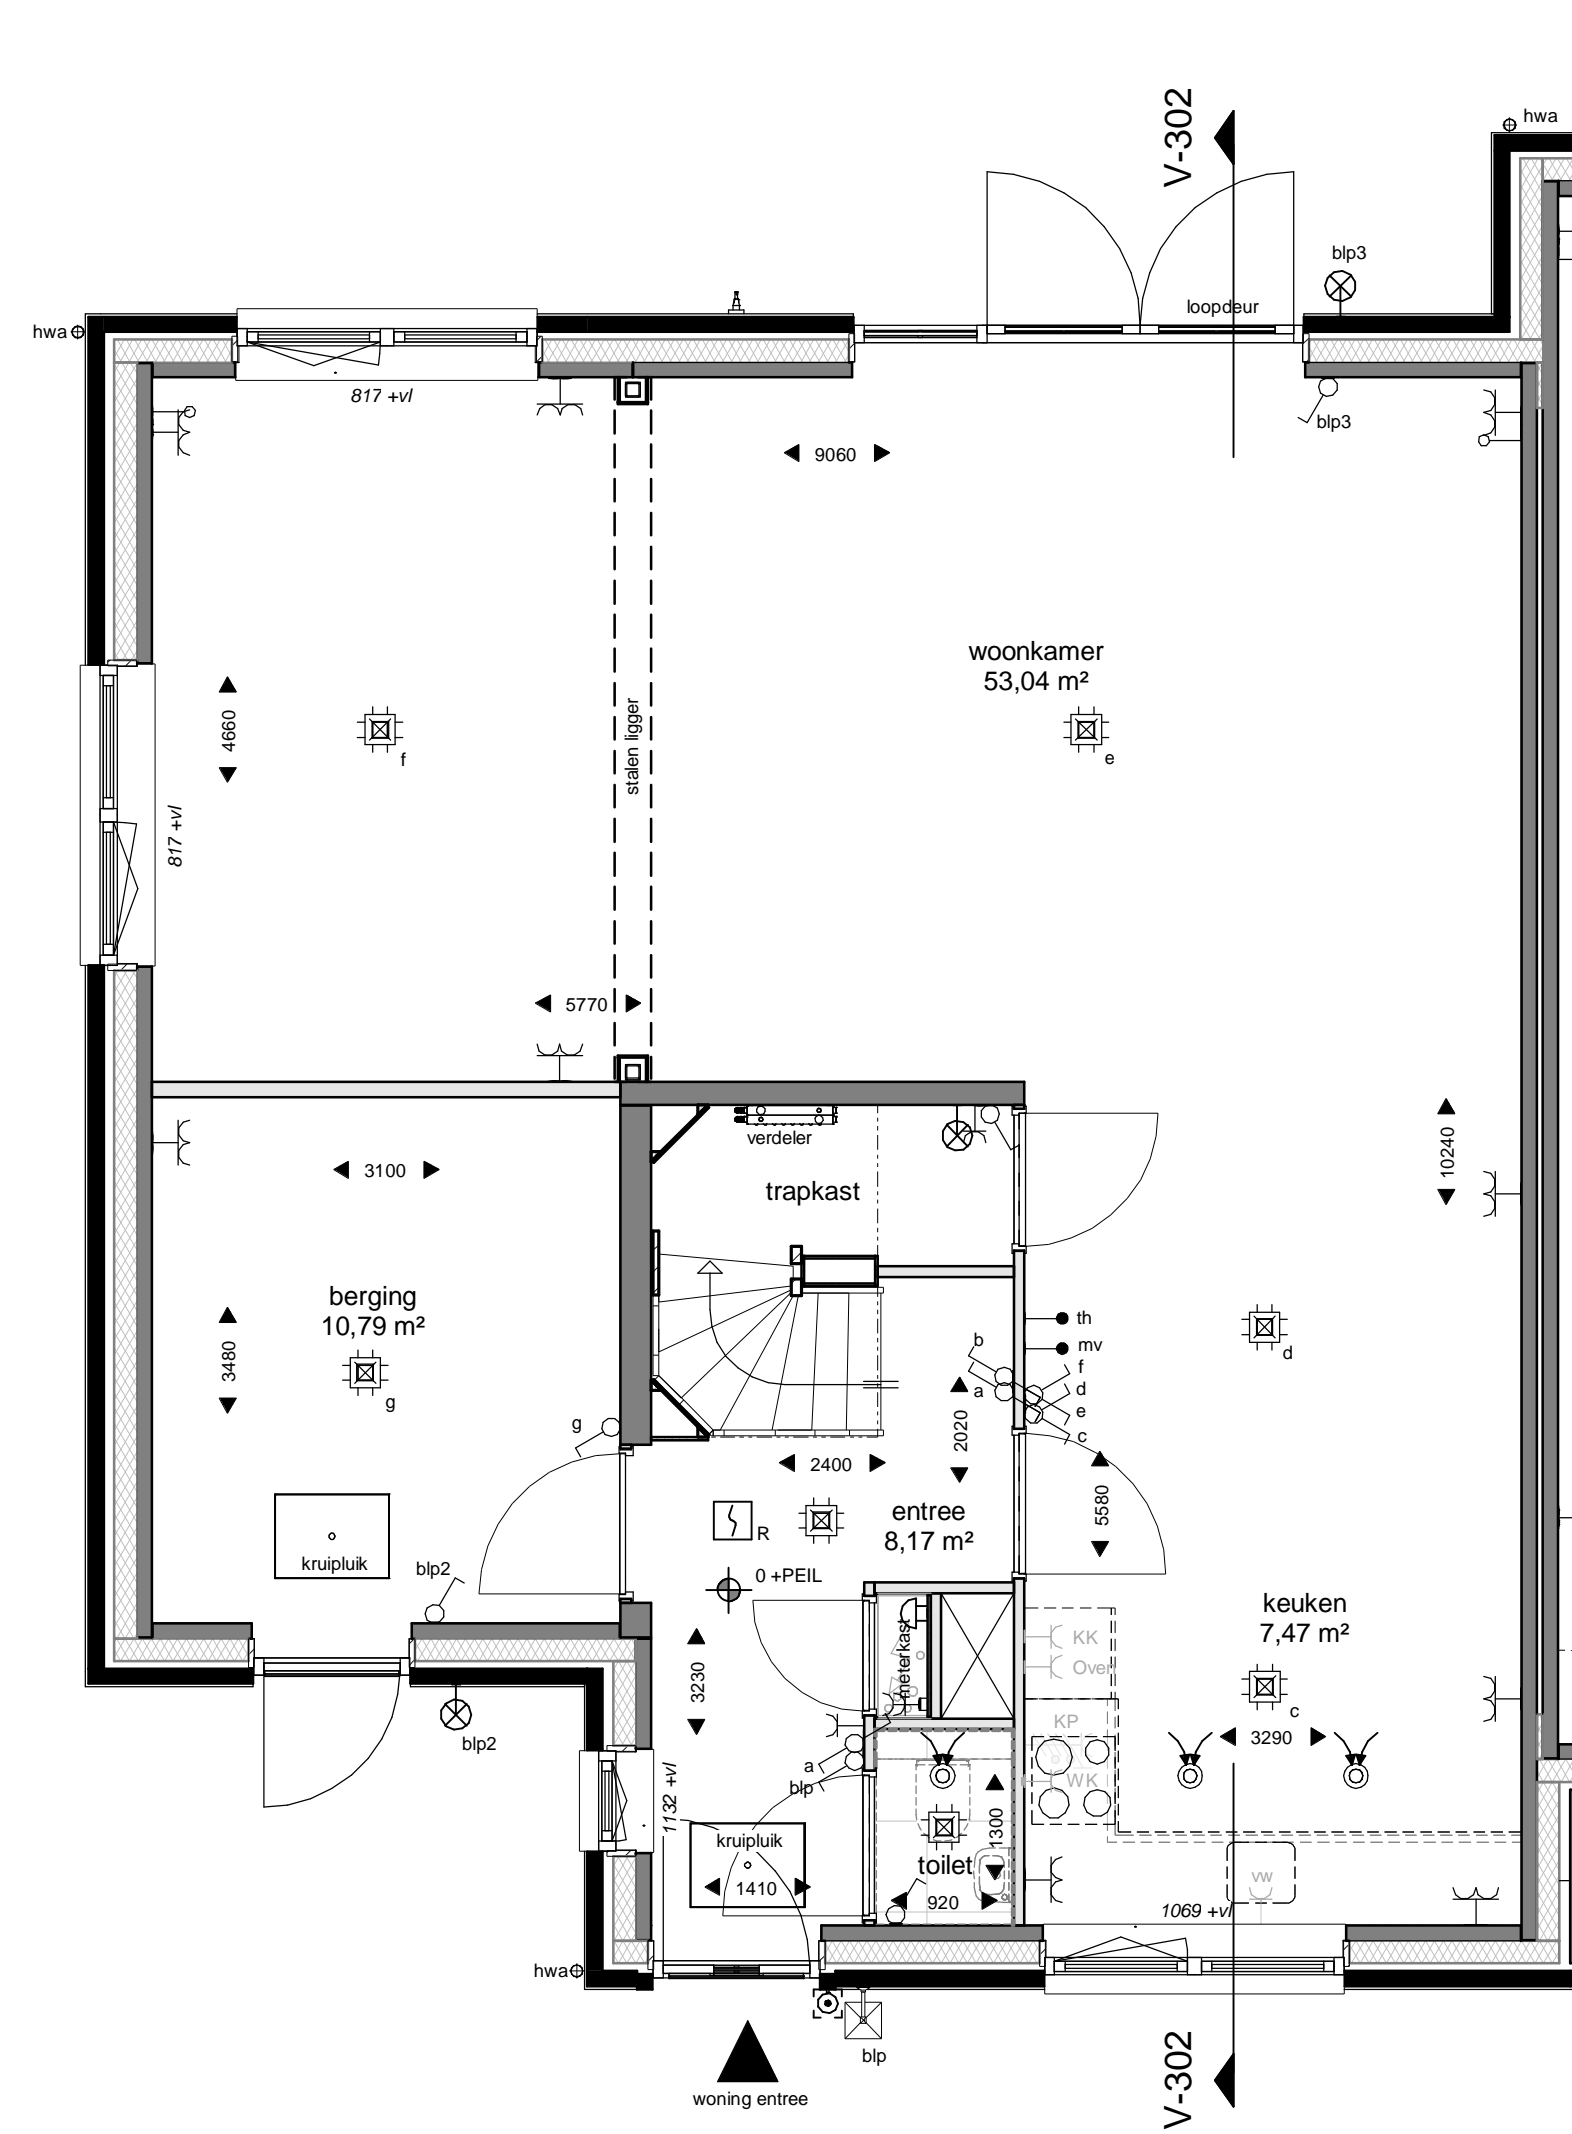 V-302
hwa
blp3
loopdeur
hwa
817 +vl
blp3
9060
woonkamer
53,04 m²
4660
f
stalen ligger
e
817 +vl
5770
verdeler
3100
10240
trapkast
berging
10,79 m²
th
mv
b
f
3480
d
d
a
e
g
c
g
2020
2400
5580
entree
8,17 m²
R
kruipluik
blp2
0 +PEIL
keuken
7,47 m²
meterkast
KK
Oven
3230
c
KP
blp2
3290
a
WK
blp
1132 +vl
1300
kruipluik
toilet
vw
1410
920
1069 +vl
hwa
blp
V-302
woning entree